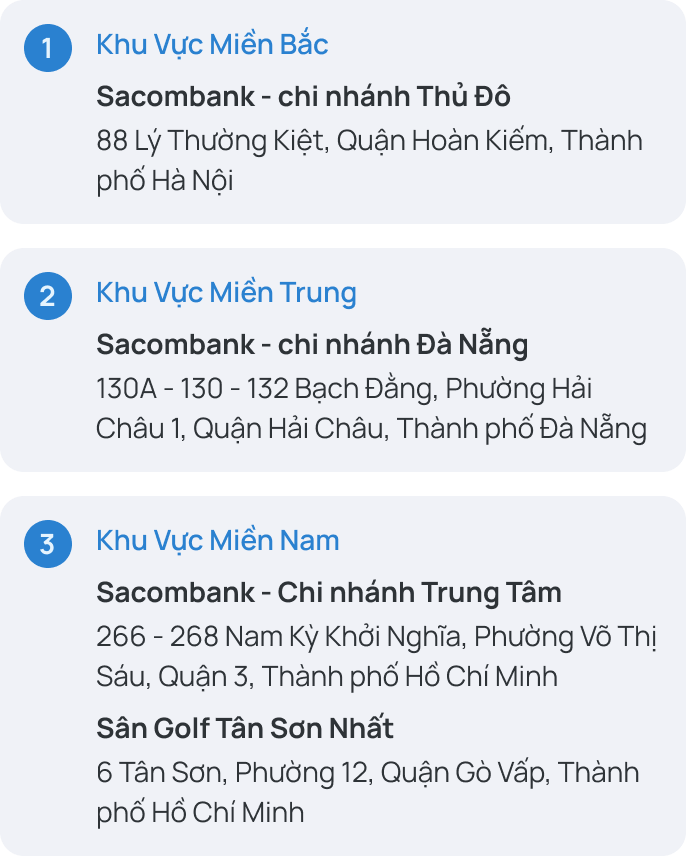 1
Khu Vực Miền Bắc
Sacombank - chi nhánh Thủ Đô
88 Lý Thường Kiệt, Quận Hoàn Kiếm, Thành
phố Hà Nội
2
Khu Vực Miền Trung
Sacombank - chi nhánh Đà Nẵng
130A - 130 - 132 Bạch Đằng, Phường Hải
Châu 1, Quận Hải Châu, Thành phố Đà Nẵng
3
Khu Vực Miền Nam
Sacombank - Chi nhánh Trung Tâm
266 - 268 Nam Kỳ Khởi Nghĩa, Phường Võ Thị
Sáu, Quận 3, Thành phố Hồ Chí Minh
Sân Golf Tân Sơn Nhất
6 Tân Sơn, Phường 12, Quận Gò Vấp, Thành
phố Hồ Chí Minh